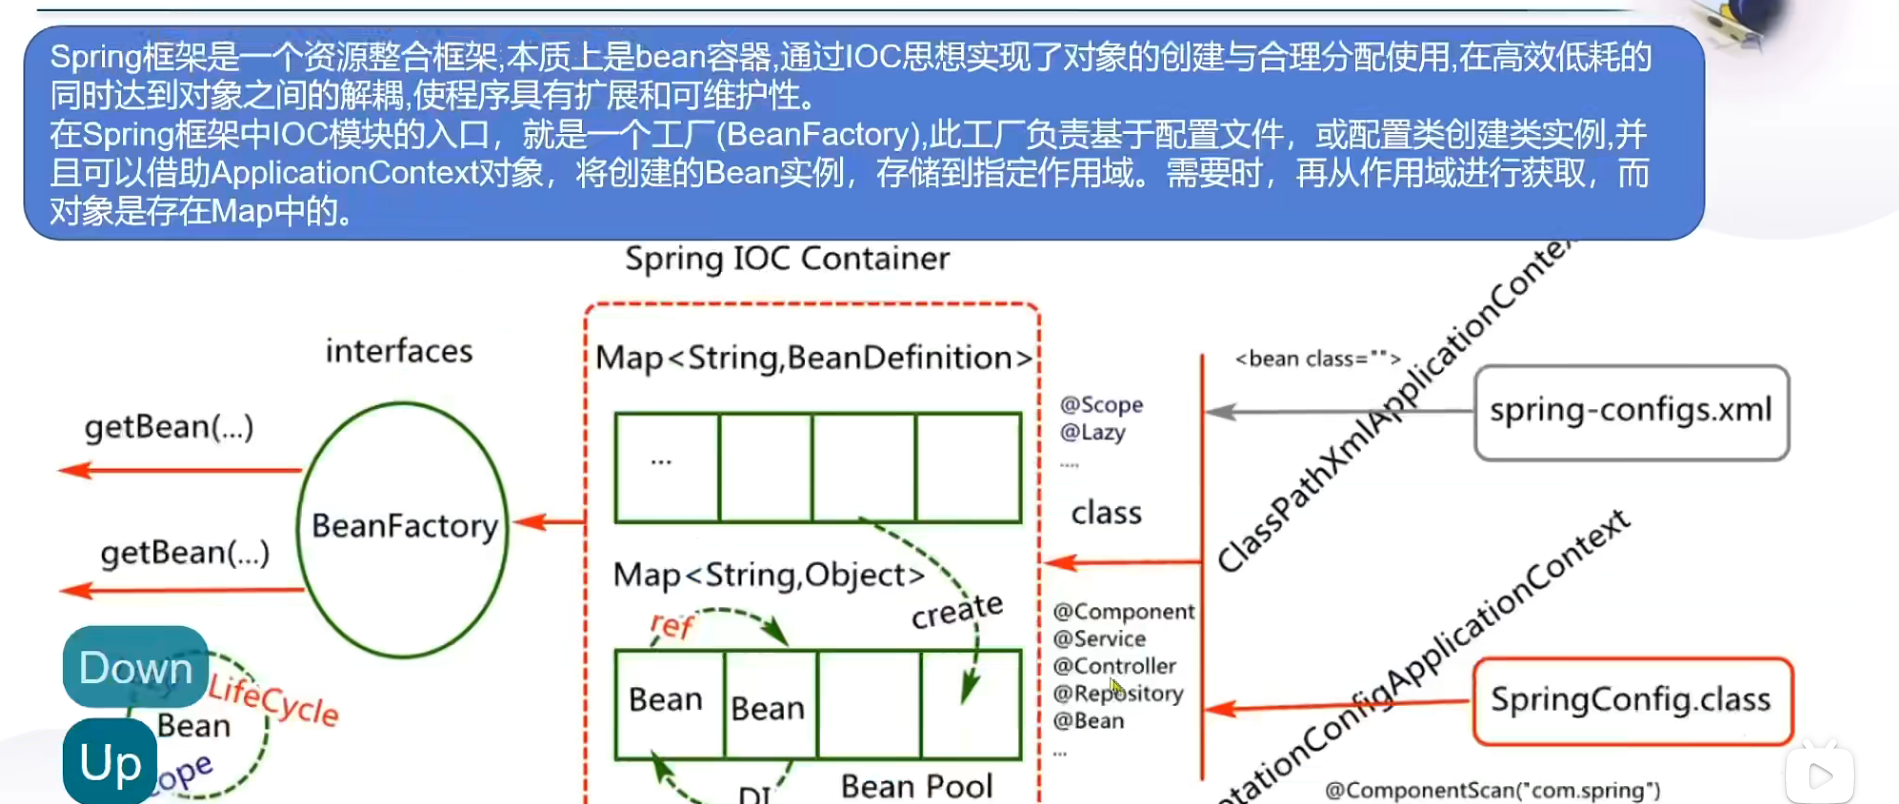 Spring框架是一个资源整合框架,本质上是bean容器,通过IOC思想实现了对象的创建与合理分配使用,在高效低耗的
同时达到对象之间的解耦,使程序具有扩展和可维护性。
在Spring框架中IOC模块的入口，就是一个工厂(BeanFactory),此工厂负责基于配置文件，或配置类创建类实例,并
且可以借助ApplicationContext对象，将创建的Bean实例，存储到指定作用域。需要时，再从作用域进行获取，而
对象是存在Map中的。
Spring IOC Container
interfaces
getBean(...)
getBean(...)
BeanFactory
Map<String,BeanDefinition>
...
Map<String,Object>
create
ref
Bean
Bean
DI
Bean Pool
@Scope
@Lazy
....
class
@Component
@Service
@Controller
@Repository
@Bean
...
<bean class="">
ClassPathXmlApplicationContex
spring-configs.xml
tationConfigApplicationContext
SpringConfig.class
@ComponentScan("com.spring")
Down
LifeCycle
Bean
Up
ope